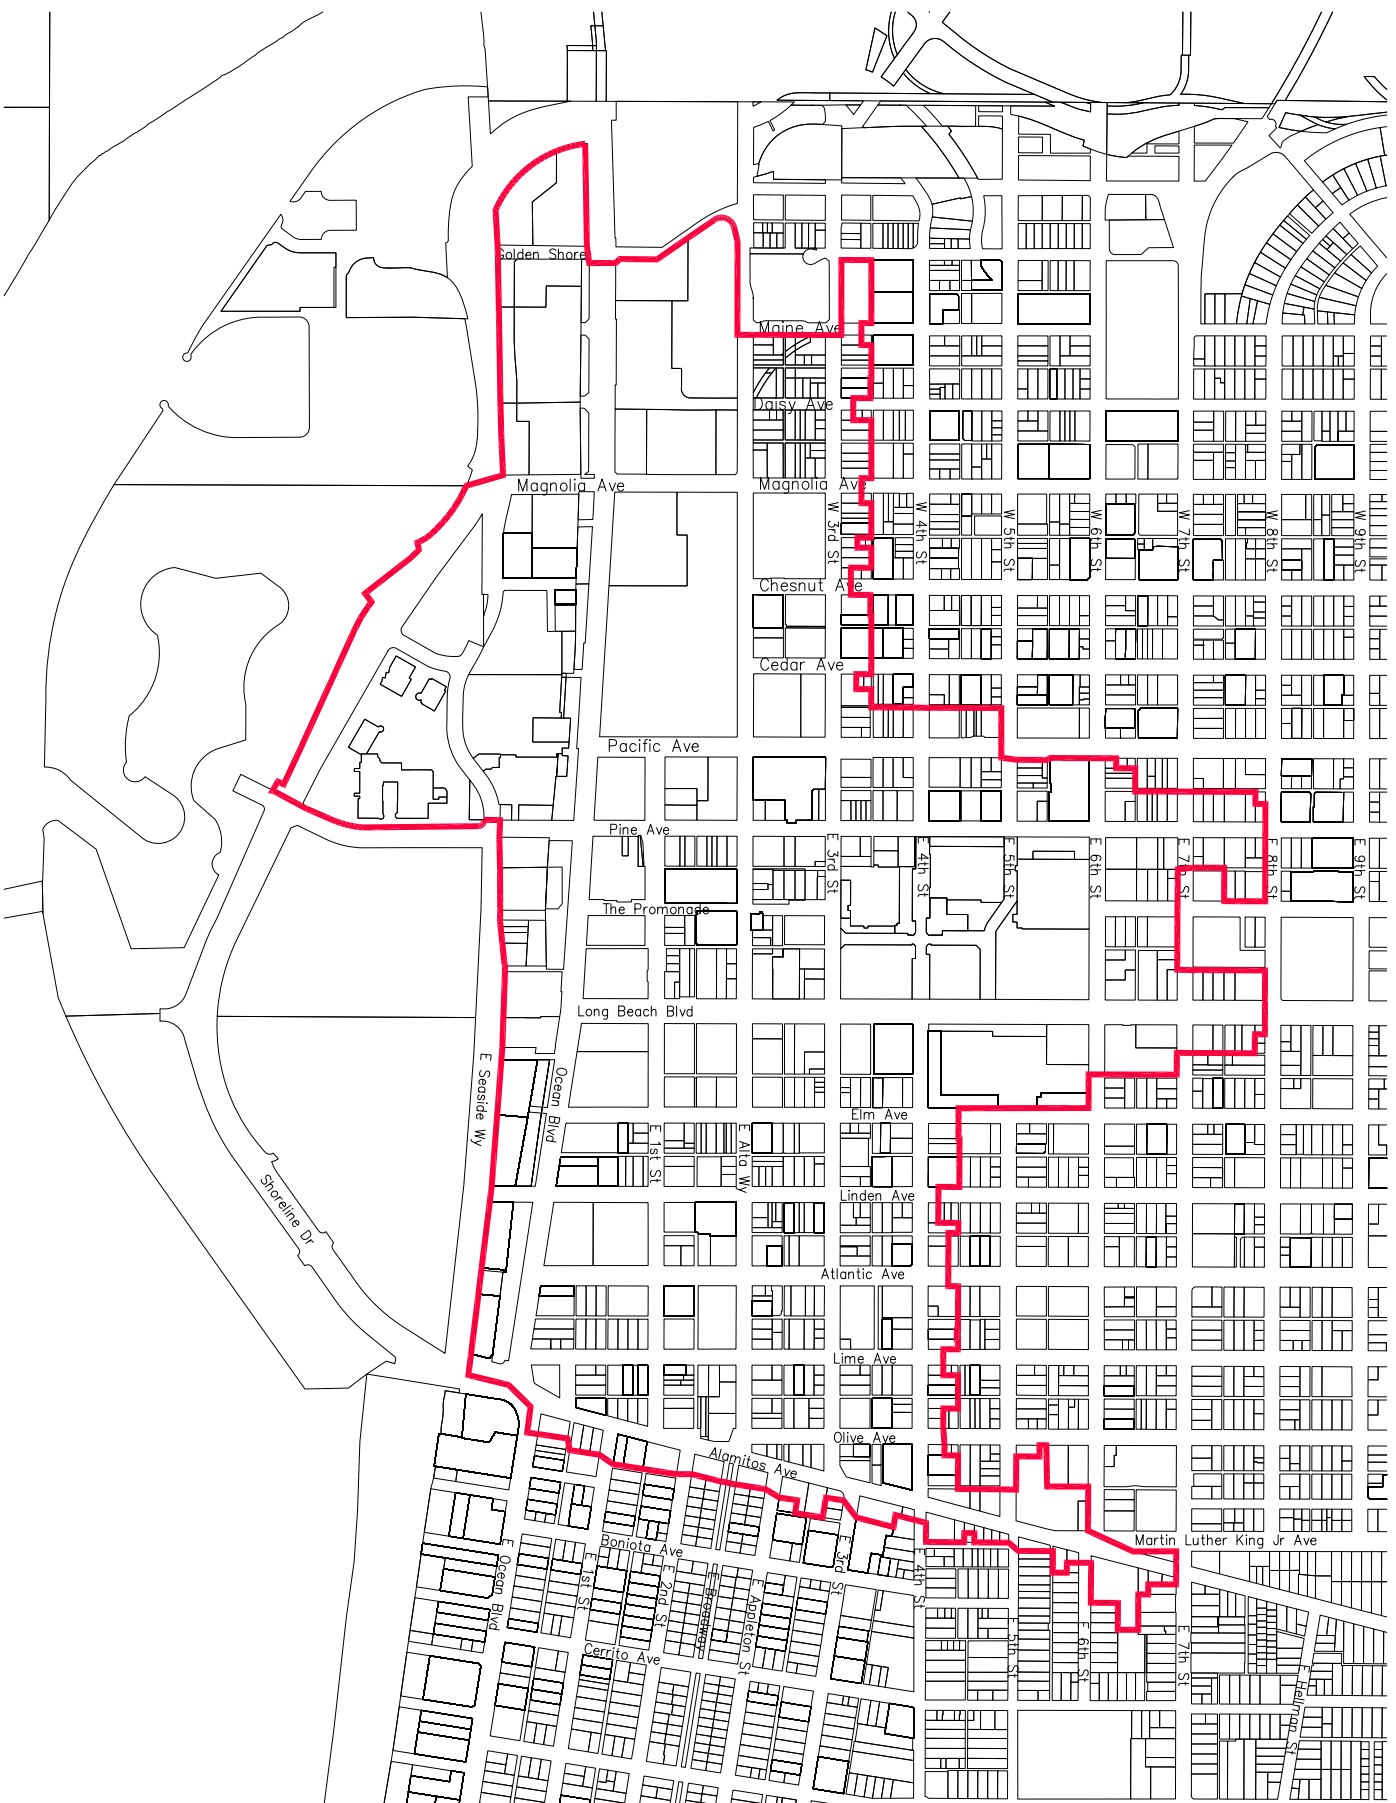 Golden Shore
Maine Ave
Daisy Ave
Magnolia Ave
Magnolia Ave
W 3rd St
W 4th St
W 5th St
W 6th St
W 7th St
W 8th St
W 9th St
Chesnut Ave
Cedar Ave
Pacific Ave
Pine Ave
E 3rd St
E 4th St
E 5th St
E 6th St
E 7th St
E 8th St
E 9th St
The Promonade
Long Beach Blvd
E Seaside Wy
Ocean Blvd
Elm Ave
E 1st St
E Alta Wy
Linden Ave
Shoreline Dr
Atlantic Ave
Lime Ave
Olive Ave
Alamitos Ave
Martin Luther King Jr Ave
Boniota Ave
E Ocean Blvd
E 1st St
E 2nd St
E Broadway
E Appleton St
E 3rd St
E 4th St
E 5th St
E 6th St
E 7th St
Cerrito Ave
E Hellman St